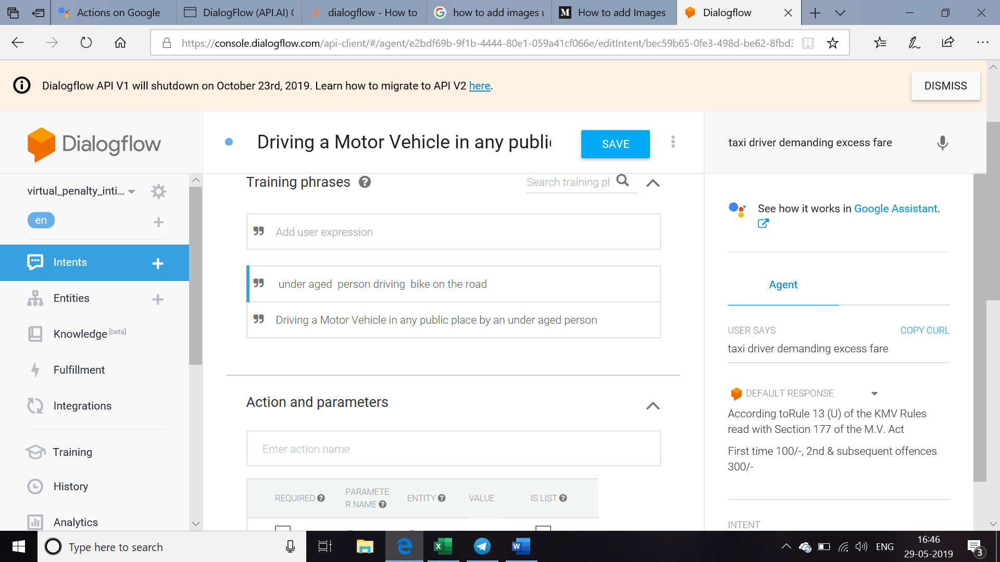 Actions on Google
DialogFlow (API.AI) C
dialogflow - How to
how to add images u
How to add Images
Dialogflow
https://console.dialogflow.com/api-client/#/agent/e2bdf69b-9f1b-4444-80e1-059a41cf066e/editIntent/bec59b65-0fe3-498d-be62-8fbd3
Dialogflow API V1 will shutdown on October 23rd, 2019. Learn how to migrate to API V2 here.
DISMISS
Dialogflow
Driving a Motor Vehicle in any public
SAVE
taxi driver demanding excess fare
virtual_penalty_inti...
en
Intents
Entities
Knowledge [beta]
Fulfillment
Integrations
Training
History
Analytics
Training phrases
Search training ph
Add user expression
under aged  person driving  bike on the road
Driving a Motor Vehicle in any public place by an under aged person
Action and parameters
Enter action name
REQUIRED
PARAMETE
R NAME
ENTITY
VALUE
IS LIST
See how it works in Google Assistant.
Agent
USER SAYS
COPY CURL
taxi driver demanding excess fare
DEFAULT RESPONSE
According toRule 13 (U) of the KMV Rules
read with Section 177 of the M.V. Act
First time 100/-, 2nd & subsequent offences
300/-
INTENT
Type here to search
ENG
16:46
29-05-2019
3